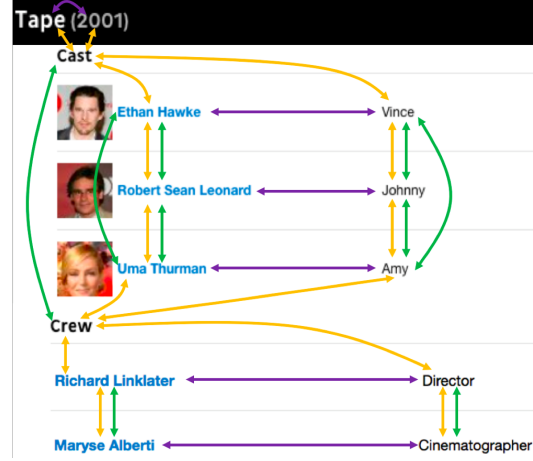 Tape (2001)
Cast
Ethan Hawke Vince
Robert Sean Leonard Johnny
Uma Thurman Amy
Crew
Richard Linklater Director
Maryse Alberti Cinematographer